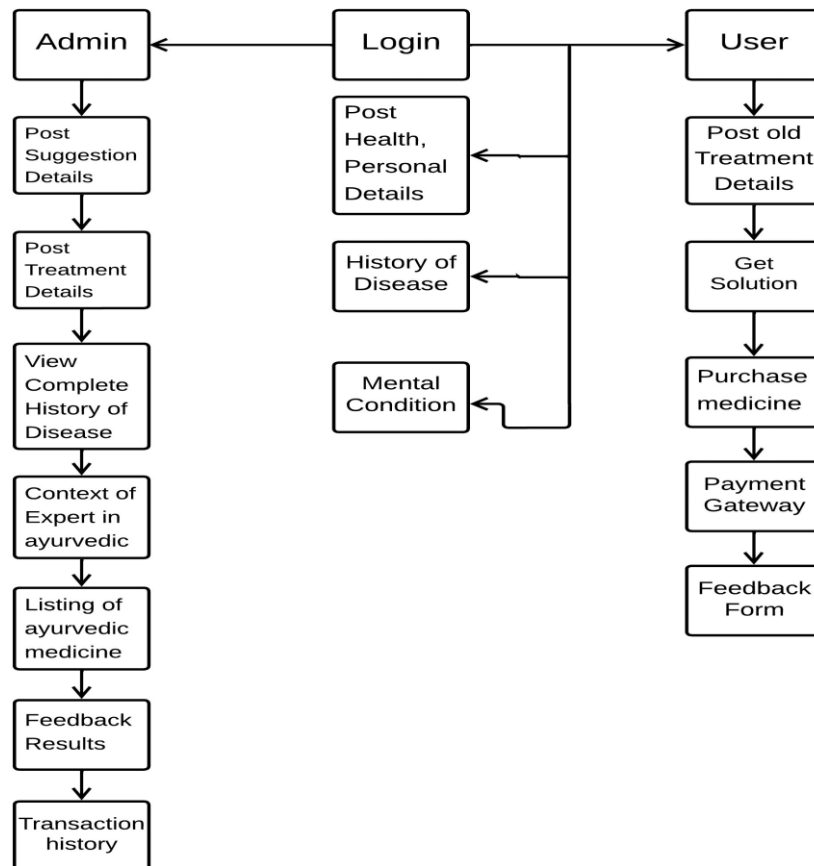 Admin
Login
User
Post
Suggestion
Details
Post
Treatment
Details
View
Complete
History of
Disease
Context of
Expert in
ayurvedic
Listing of
ayurvedic
medicine
Feedback
Results
Transaction
history
Post
Health,
Personal
Details
History of
Disease
Mental
Condition
Post old
Treatment
Details
Get
Solution
Purchase
medicine
Payment
Gateway
Feedback
Form